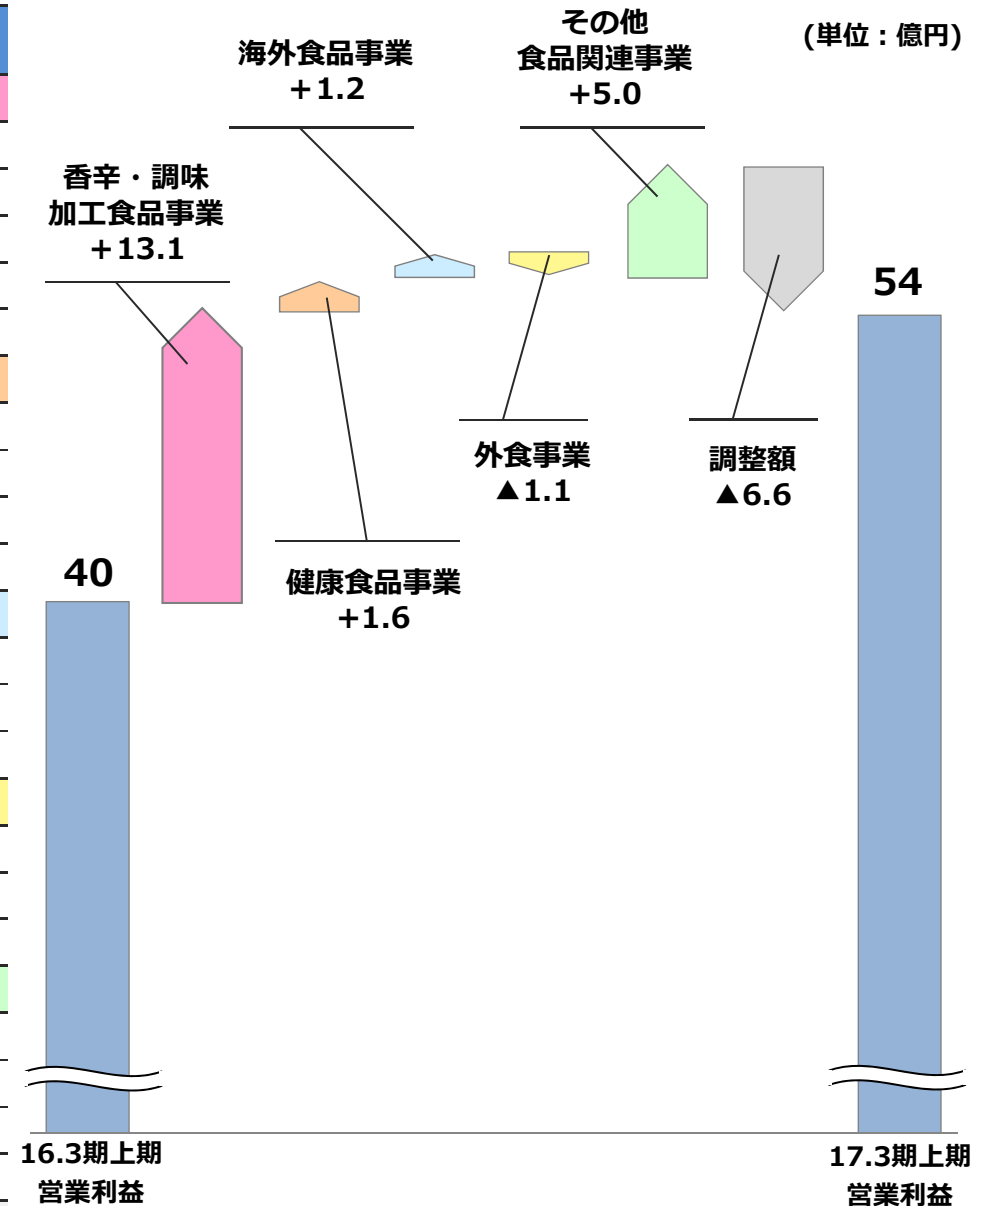 (単位：億円)
その他
食品関連事業
+5.0
海外食品事業
＋1.2
香辛・調味
加工食品事業
＋13.1
54
外食事業
▲1.1
調整額
▲6.6
40
健康食品事業
+1.6
16.3期上期
営業利益
17.3期上期
営業利益